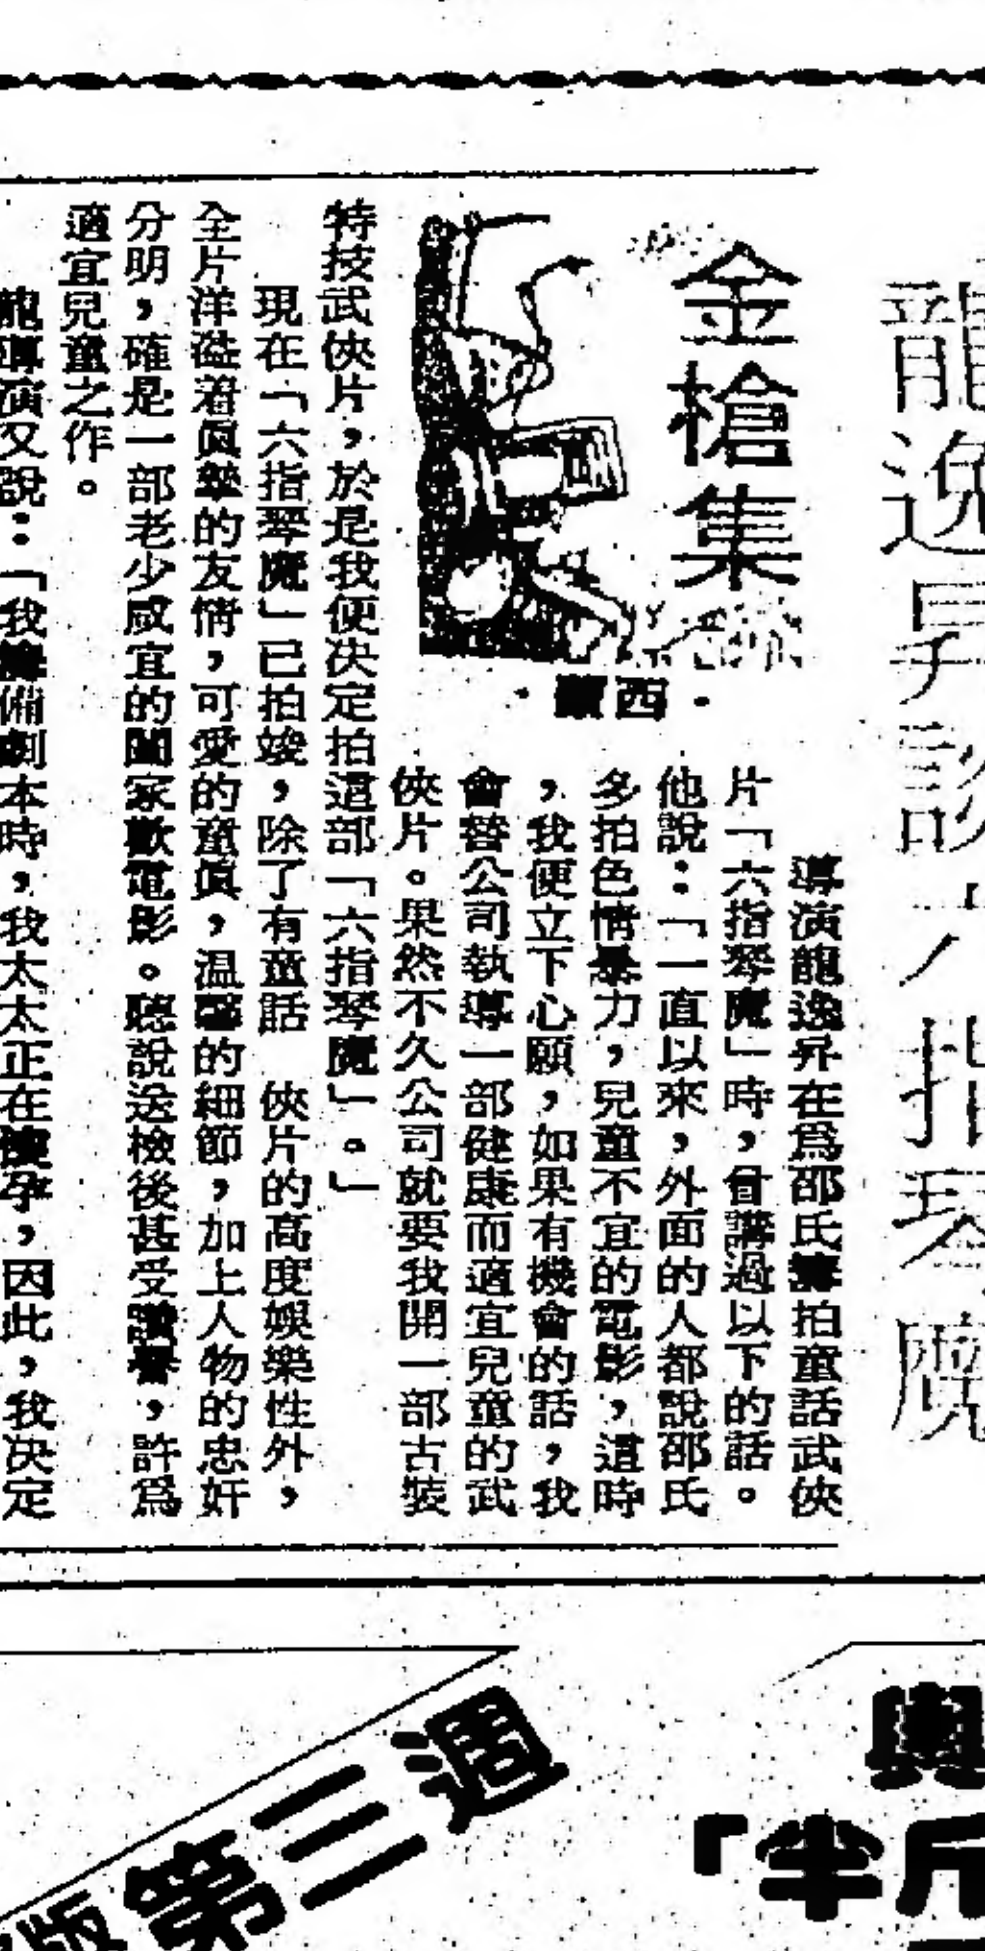 龍逸昇談六指琴魔
金槍集
導演龍逸昇在爲邵氏籌拍童話武俠
片「六指琴魔」時，曾講過以下的話。
他說：「一直以來，外面的人都說邵氏
多拍色情暴力，兒童不宜的電影，這時
，我便立下心願，如果有機會的話，我
會替公司執導一部健康而適宜兒童的武
俠片。果然不久公司就要我開一部古裝
特技武俠片，於是我便決定拍這部「六指琴魔」。」
現在「六指琴魔」已拍竣，除了有童話 俠片的高度娛樂性外，
全片洋溢着眞摯的友情，可愛的童眞，温馨的細節，加上人物的忠奸
分明，確是一部老少咸宜的闔家歡電影。聽說送檢後甚受讚譽，許爲
適宜兒童之作。
龍導演又說：「我籌備劇本時，我太太正在懷孕，因此，我決定
第三週
「半斤